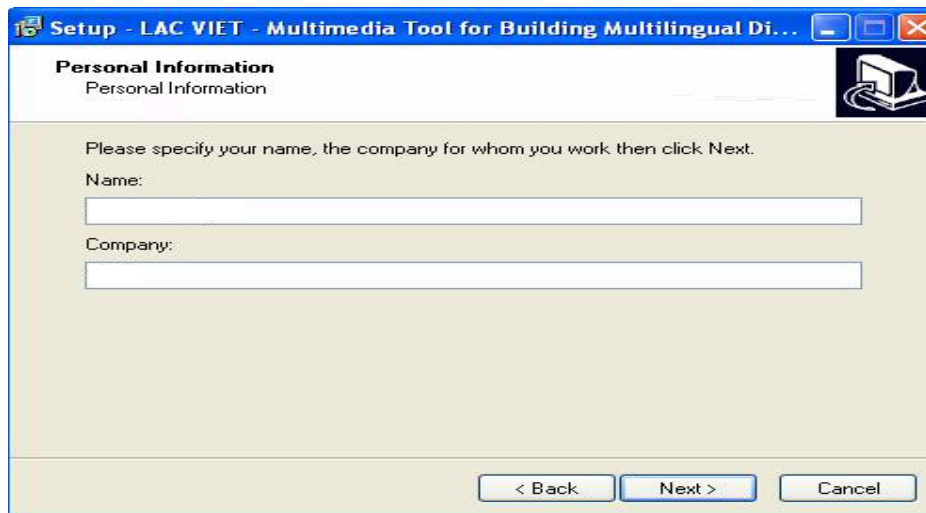 Setup - LAC VIET - Multimedia Tool for Building Multilingual Di...
Personal Information
Personal Information
Please specify your name, the company for whom you work then click Next.
Name:
Company:
< Back Next > Cancel